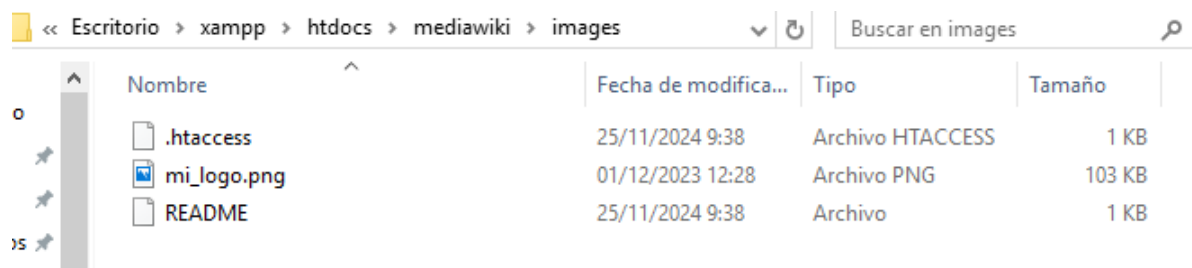 « Escritorio > xampp > htdocs > mediawiki > images Buscar en images
Nombre Fecha de modifica... Tipo Tamaño
.htaccess 25/11/2024 9:38 Archivo HTACCESS 1 KB
mi_logo.png 01/12/2023 12:28 Archivo PNG 103 KB
README 25/11/2024 9:38 Archivo 1 KB